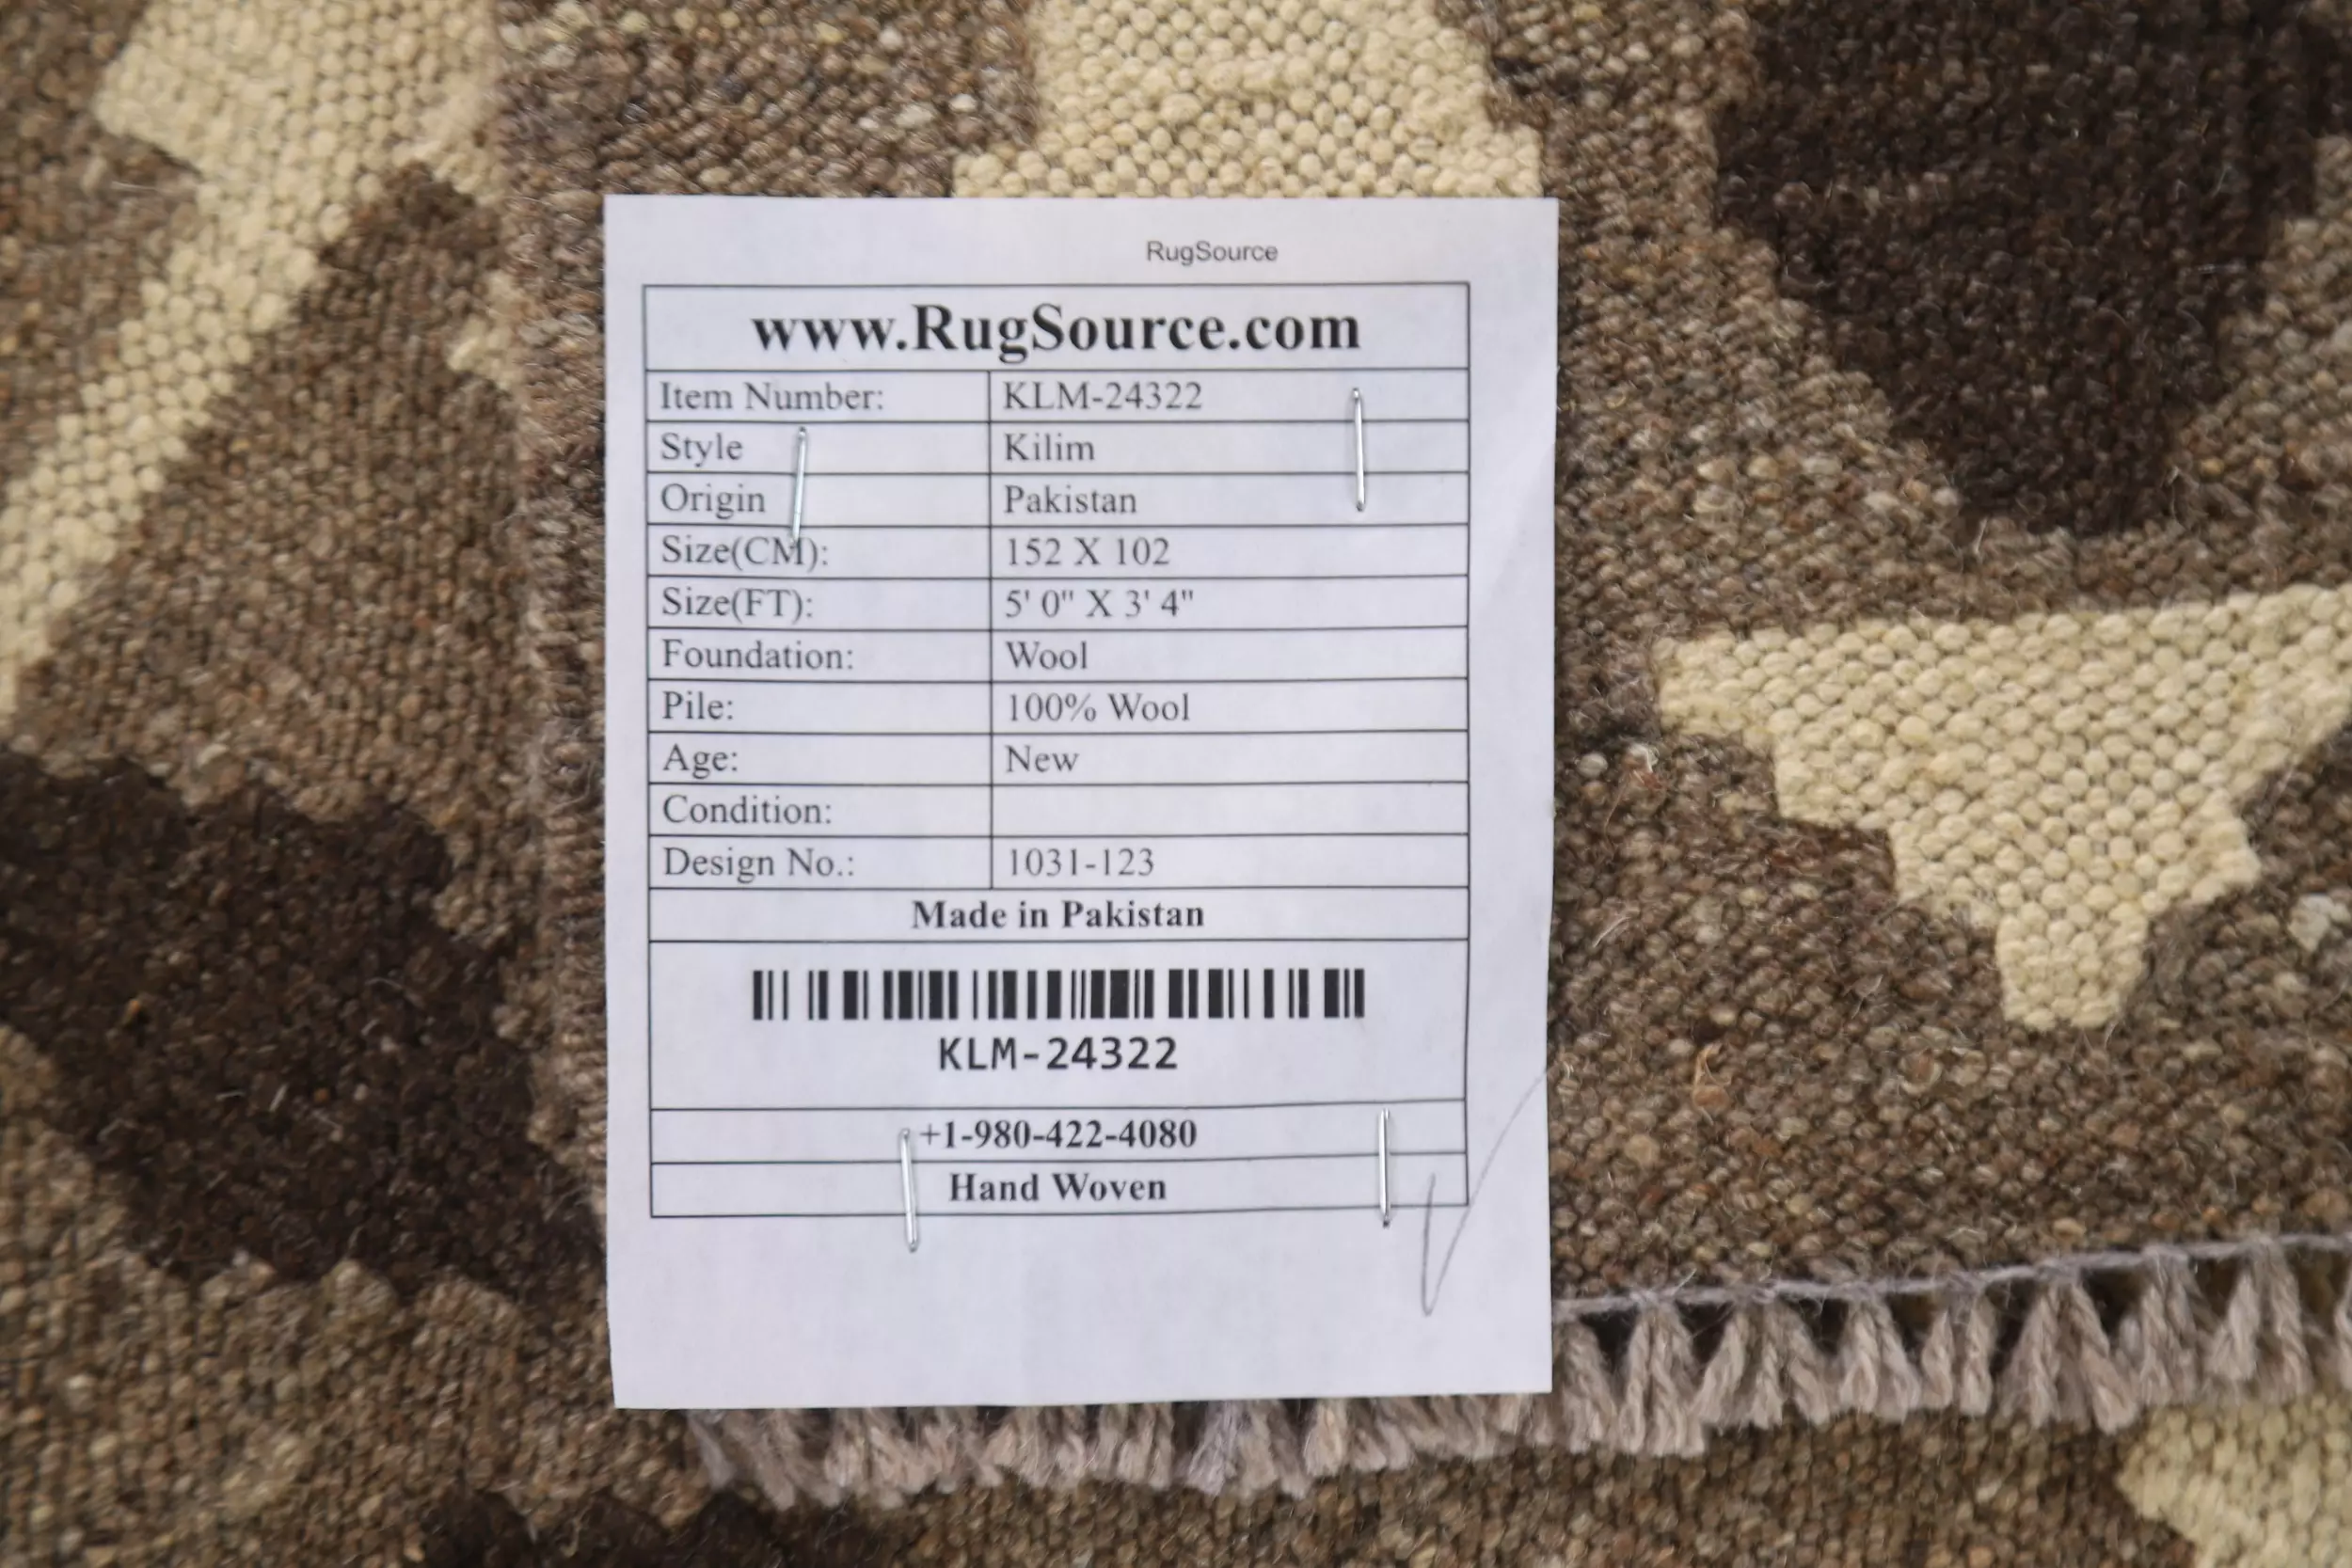 RugSource
www.RugSource.com
Item Number: KLM-24322
Style Kilim
Origin Pakistan
Size(CM): 152 X 102
Size(FT): 5' 0" X 3' 4"
Foundation: Wool
Pile: 100% Wool
Age: New
Condition:
Design No.: 1031-123
Made in Pakistan
KLM-24322
+1-980-422-4080
Hand Woven